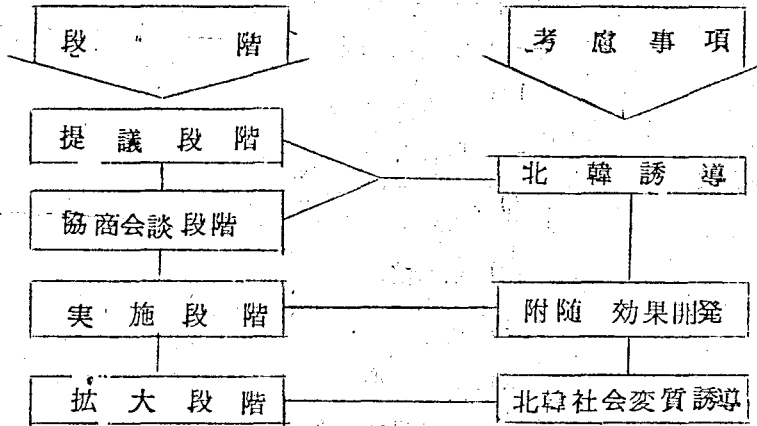 段階
考慮事項
提議段階
北韓誘導
協商会談段階
実施段階
附随 効果開発
拡大段階
北韓社会変質誘導